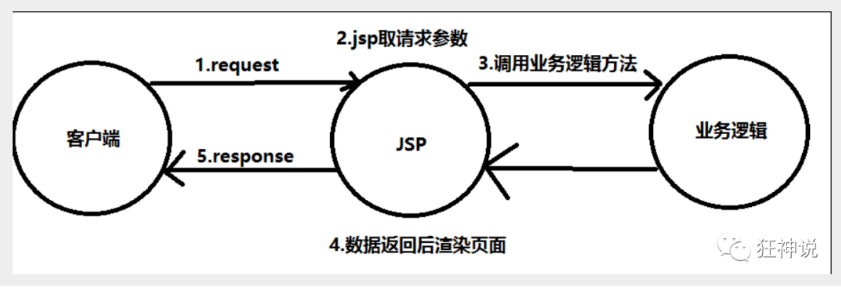 2.jsp取请求参数
1.request
3.调用业务逻辑方法
客户端
JSP
业务逻辑
5.response
4.数据返回后渲染页面
狂神说